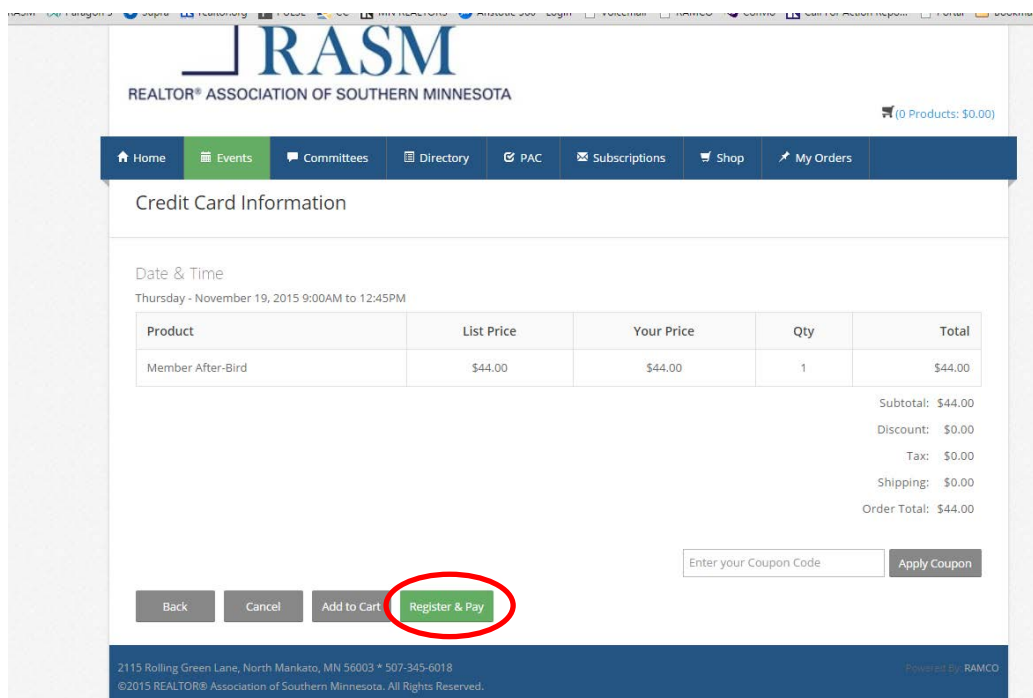 RASM
REALTOR® ASSOCIATION OF SOUTHERN MINNESOTA
(0 Products: $0.00)
Home Events Committees Directory PAC Subscriptions Shop My Orders
Credit Card Information
Date & Time
Thursday - November 19, 2015 9:00AM to 12:45PM
Product List Price Your Price Qty Total
Member After-Bird $44.00 $44.00 1 $44.00
Subtotal: $44.00
Discount: $0.00
Tax: $0.00
Shipping: $0.00
Order Total: $44.00
Enter your Coupon Code Apply Coupon
Back Cancel Add to Cart Register & Pay
2115 Rolling Green Lane, North Mankato, MN 56003 * 507-345-6018
Powered By RAMCO
©2015 REALTOR® Association of Southern Minnesota. All Rights Reserved.